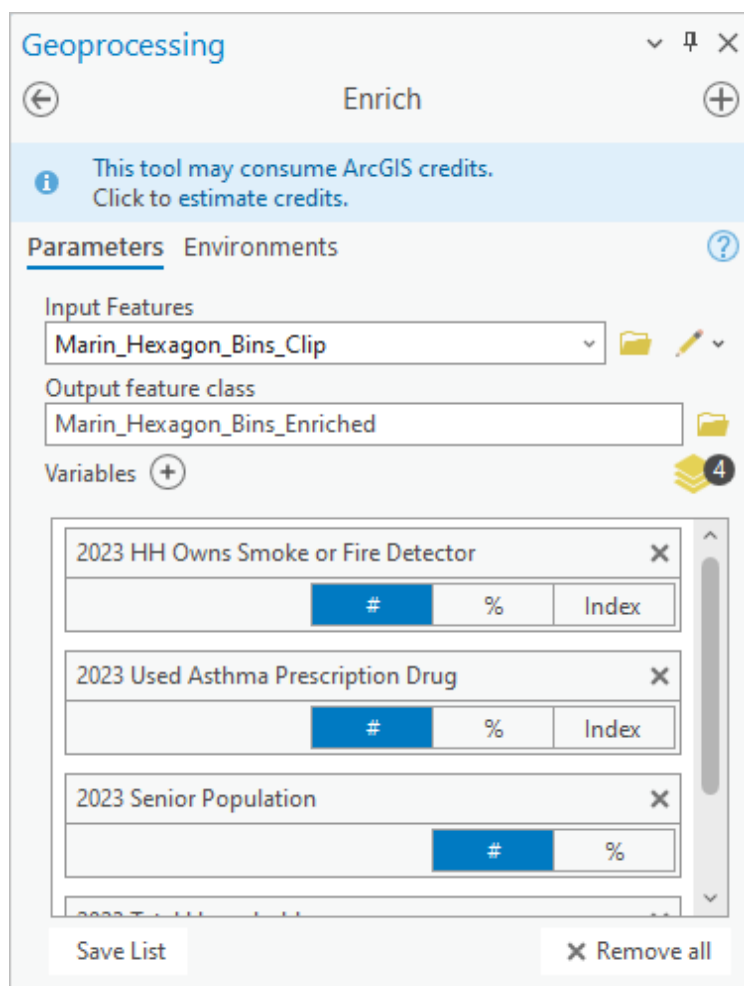 Geoprocessing
Enrich
This tool may consume ArcGIS credits.
Click to estimate credits.
Parameters Environments
Input Features
Marin_Hexagon_Bins_Clip
Output feature class
Marin_Hexagon_Bins_Enriched
Variables
4
2023 HH Owns Smoke or Fire Detector
# % Index
2023 Used Asthma Prescription Drug
# % Index
2023 Senior Population
# %
Save List
Remove all